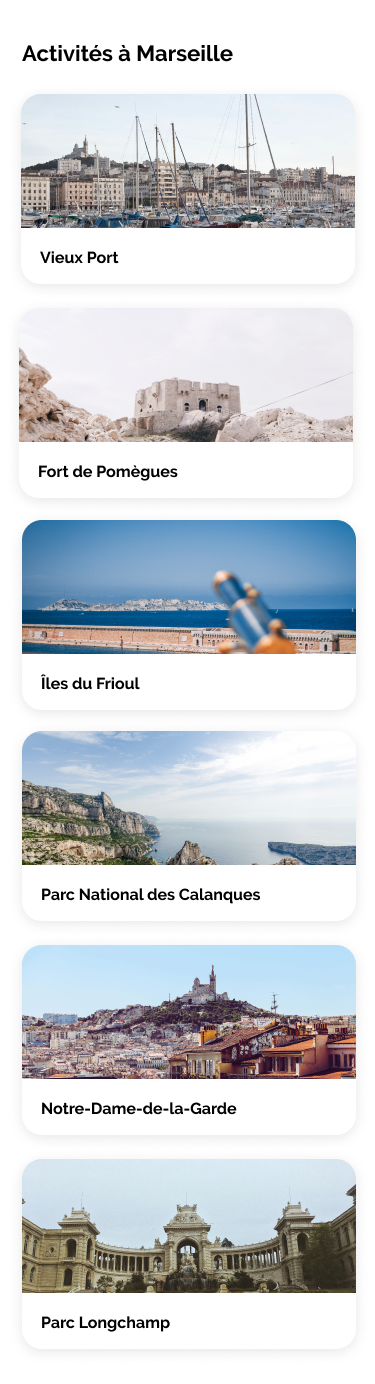 Activités à Marseille
Vieux Port
Fort de Pomègues
Îles du Frioul
Parc National des Calanques
Notre-Dame-de-la-Garde
Parc Longchamp